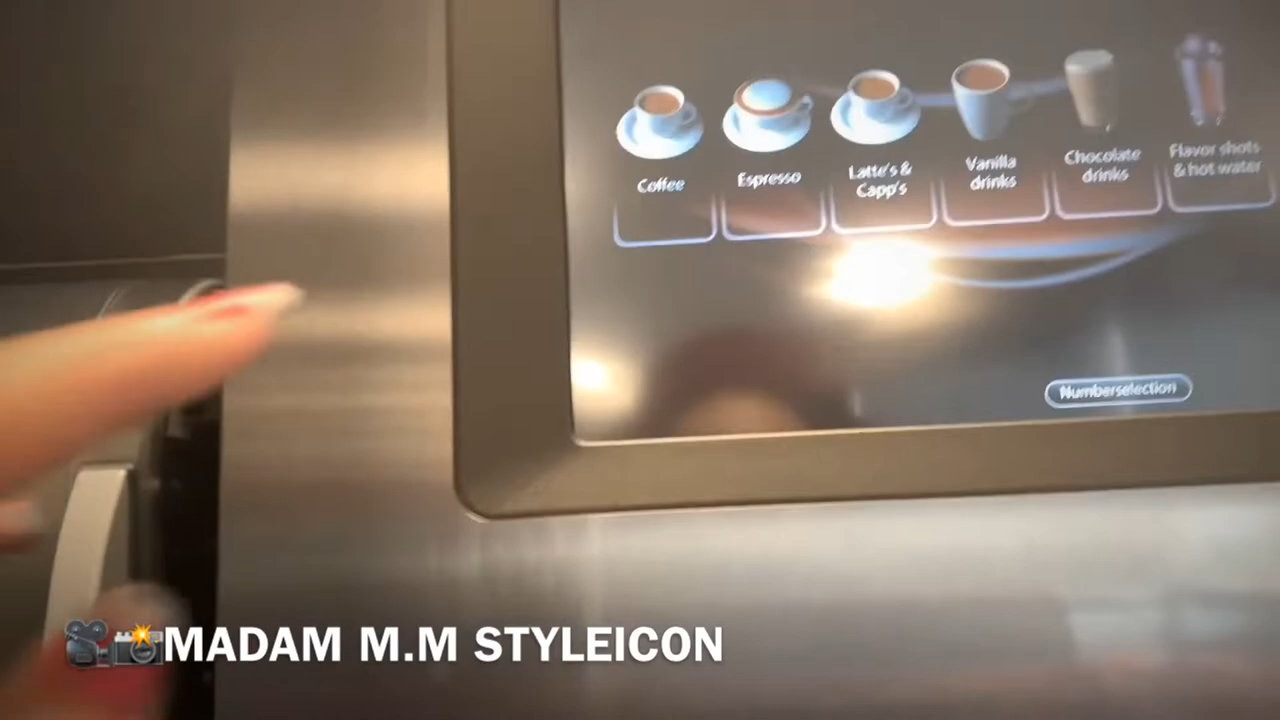 Coffee
Espresso
Latte's &
Capp's
Vanilla
drinks
Chocolate
drinks
Flavor shots
& hot water
Numberselection
MADAM M.M STYLEICON